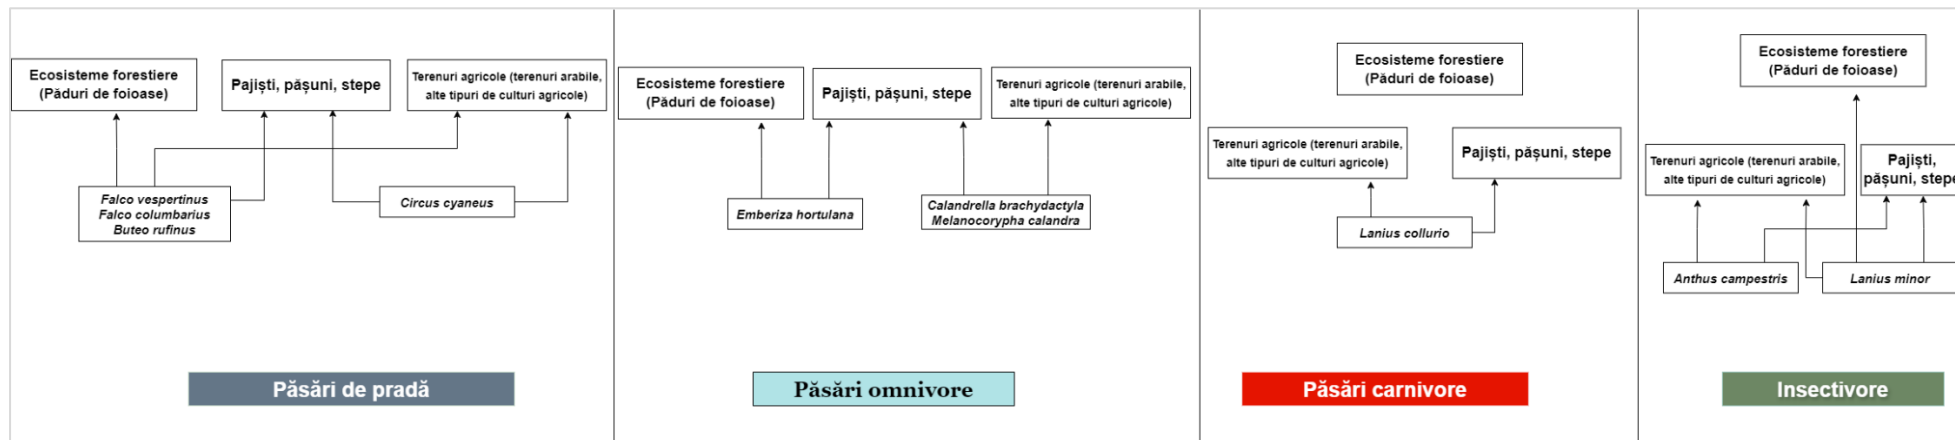 Ecosisteme forestiere
(Păduri de foioase)
Pajiști, pășuni, stepe
Terenuri agricole (terenuri arabile,
alte tipuri de culturi agricole)
Falco vespertinus
Falco columbarius
Buteo rufinus
Circus cyaneus
Păsări de pradă
Ecosisteme forestiere
(Păduri de foioase)
Pajiști, pășuni, stepe
Terenuri agricole (terenuri arabile,
alte tipuri de culturi agricole)
Emberiza hortulana
Calandrella brachydactyla
Melanocorypha calandra
Păsări omnivore
Ecosisteme forestiere
(Păduri de foioase)
Terenuri agricole (terenuri arabile,
alte tipuri de culturi agricole)
Pajiști, pășuni, stepe
Lanius collurio
Păsări carnivore
Ecosisteme forestiere
(Păduri de foioase)
Terenuri agricole (terenuri arabile,
alte tipuri de culturi agricole)
Pajiști,
pășuni, stepe
Anthus campestris
Lanius minor
Insectivore